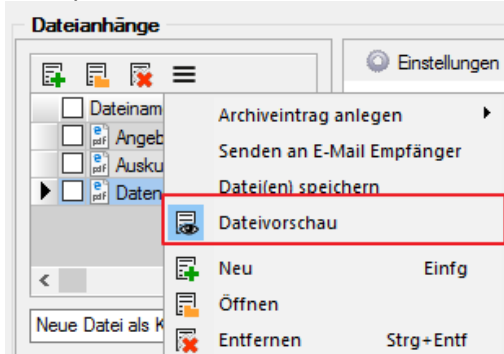 Dateianhänge
Einstellungen
Dateinam
Angeb
Ausku
Daten
Neue Datei als K
Archiveintrag anlegen
Senden an E-Mail Empfänger
Datei(en) speichern
Dateivorschau
Neu Einfg
Öffnen
Entfernen Strg+Entf